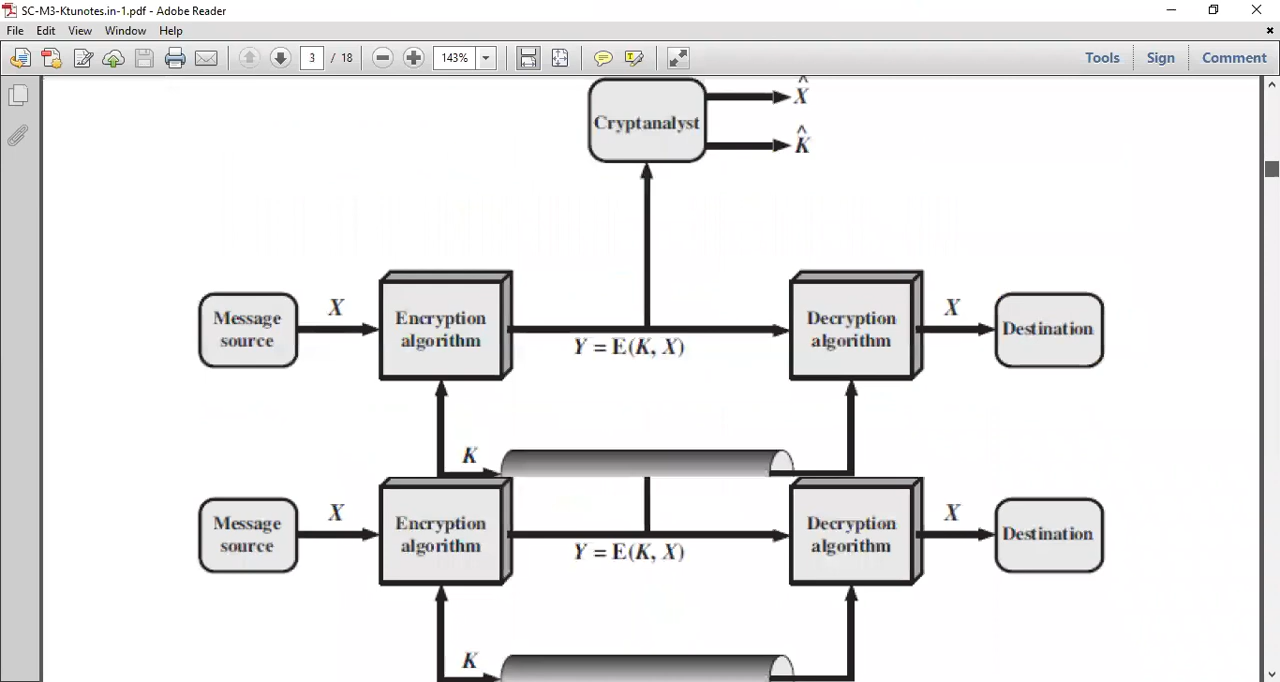 SC-M3-Ktunotes.in-1.pdf - Adobe Reader
File Edit View Window Help
3 / 18 143% Tools Sign Comment
Cryptanalyst
X̂
K̂
Message
source
X
Encryption
algorithm
Y = E(K, X)
Decryption
algorithm
X
Destination
K
Message
source
X
Encryption
algorithm
Y = E(K, X)
Decryption
algorithm
X
Destination
K